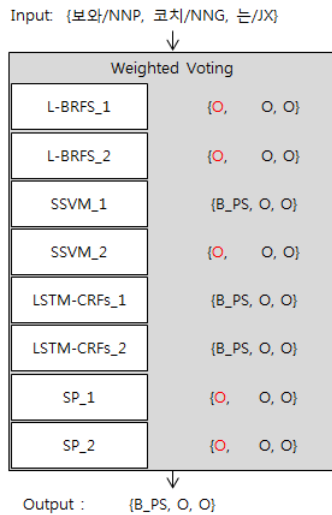 Input: {보와/NNP, 코치/NNG, 는/JX}
Weighted Voting
L-BRFS_1 {O, O, O}
L-BRFS_2 {O, O, O}
SSVM_1 {B_PS, O, O}
SSVM_2 {O, O, O}
LSTM-CRFs_1 {B_PS, O, O}
LSTM-CRFs_2 {B_PS, O, O}
SP_1 {O, O, O}
SP_2 {O, O, O}
Output : {B_PS, O, O}